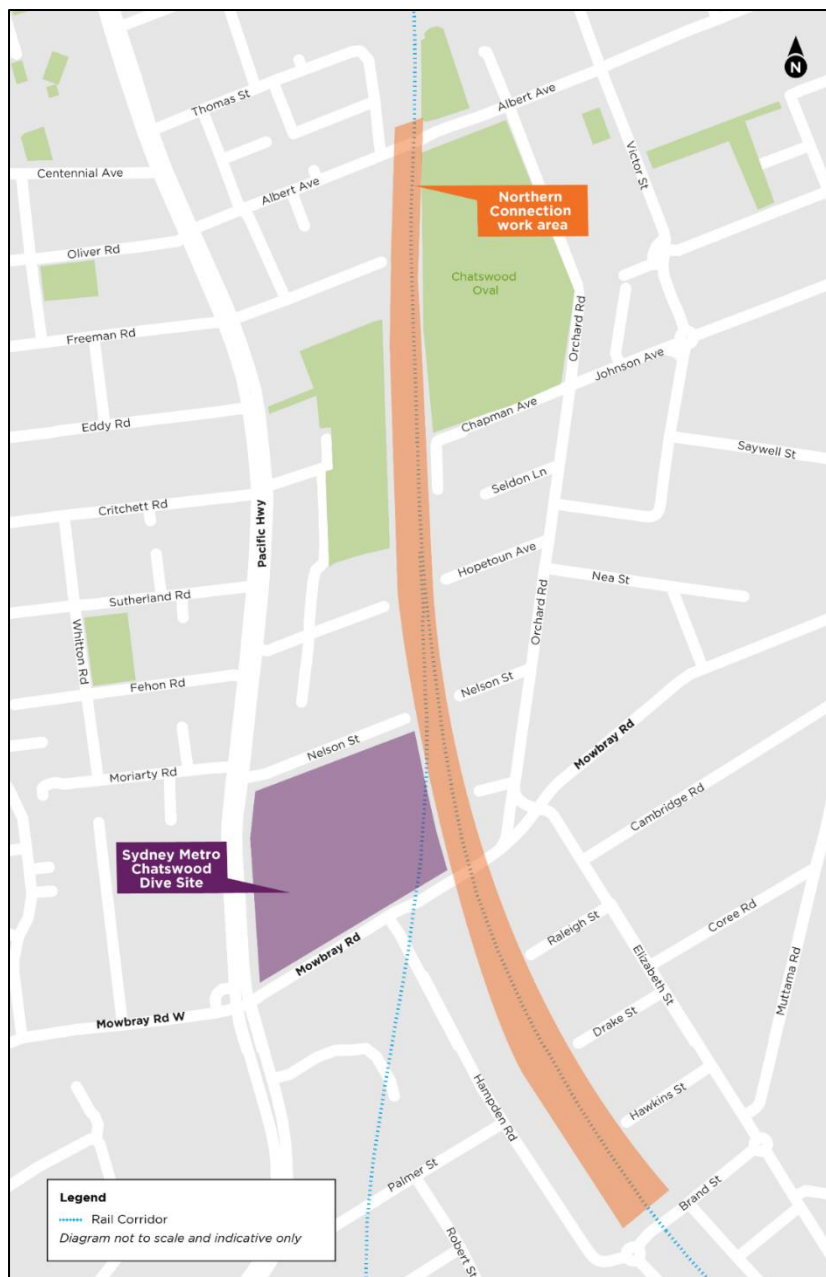 N
Thomas St
Albert Ave
Centennial Ave
Albert Ave
Victor St
Northern
Connection
work area
Oliver Rd
Chatswood
Oval
Orchard Rd
Freeman Rd
Johnson Ave
Chapman Ave
Eddy Rd
Saywell St
Seldon Ln
Critchett Rd
Pacific Hwy
Hopetoun Ave
Nea St
Sutherland Rd
Orchard Rd
Whitton Rd
Fehon Rd
Nelson St
Nelson St
Mowbray Rd
Moriarty Rd
Cambridge Rd
Sydney Metro
Chatswood
Dive Site
Coree Rd
Raleigh St
Mowbray Rd
Elizabeth St
Muttama Rd
Mowbray Rd W
Drake St
Hampden Rd
Hawkins St
Palmer St
Brand St
Robert St
Legend
Rail Corridor
Diagram not to scale and indicative only